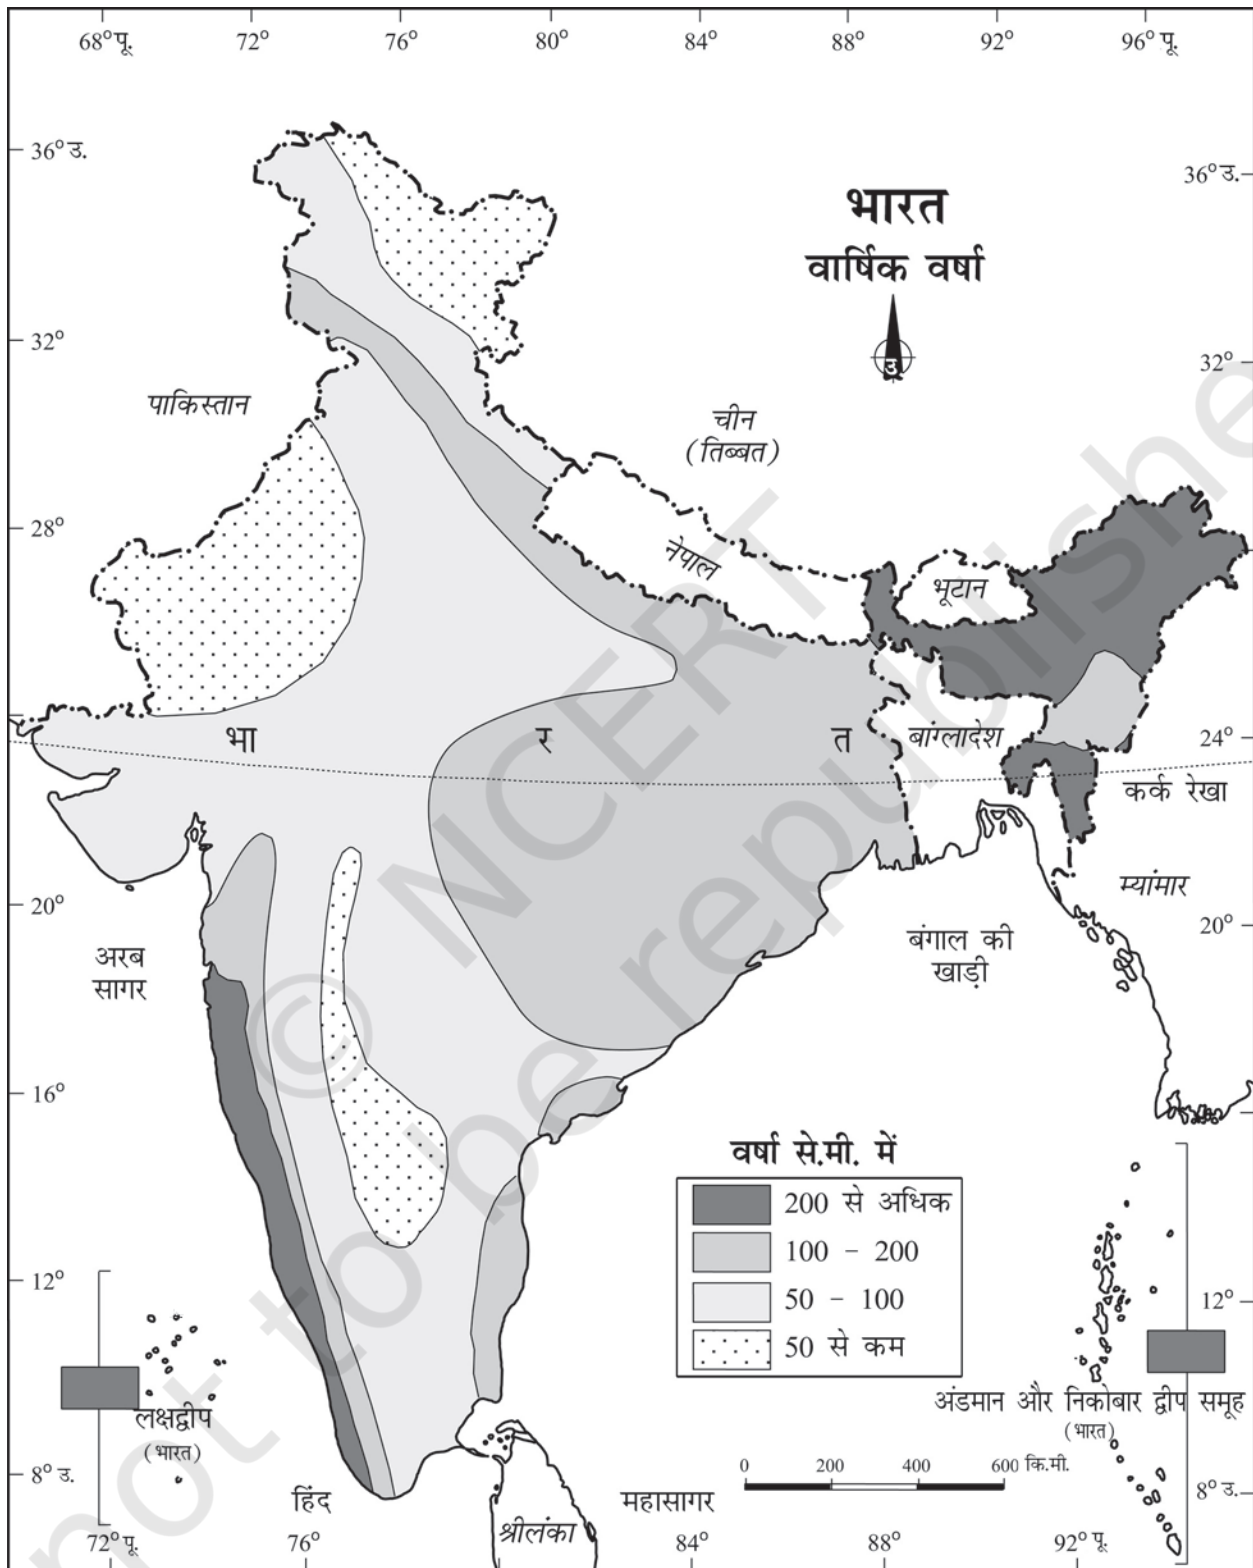 68° पू. 72° 76° 80° 84° 88° 92° 96° पू.
36° उ.
36° उ.
भारत
वार्षिक वर्षा
उ
32°
32°
पाकिस्तान
चीन
(तिब्बत)
28°
नेपाल
भूटान
भा र त
बांग्लादेश
24°
कर्क रेखा
म्यांमार
20°
20°
अरब
सागर
बंगाल की
खाड़ी
16°
वर्षा से.मी. में
200 से अधिक
100 - 200
50 - 100
50 से कम
12°
12°
लक्षद्वीप
(भारत)
अंडमान और निकोबार द्वीप समूह
(भारत)
0 200 400 600 कि.मी.
8° उ.
8° उ.
हिंद
महासागर
श्रीलंका
72° पू. 76° 84° 88° 92° पू.
© NCERT
not to be republished